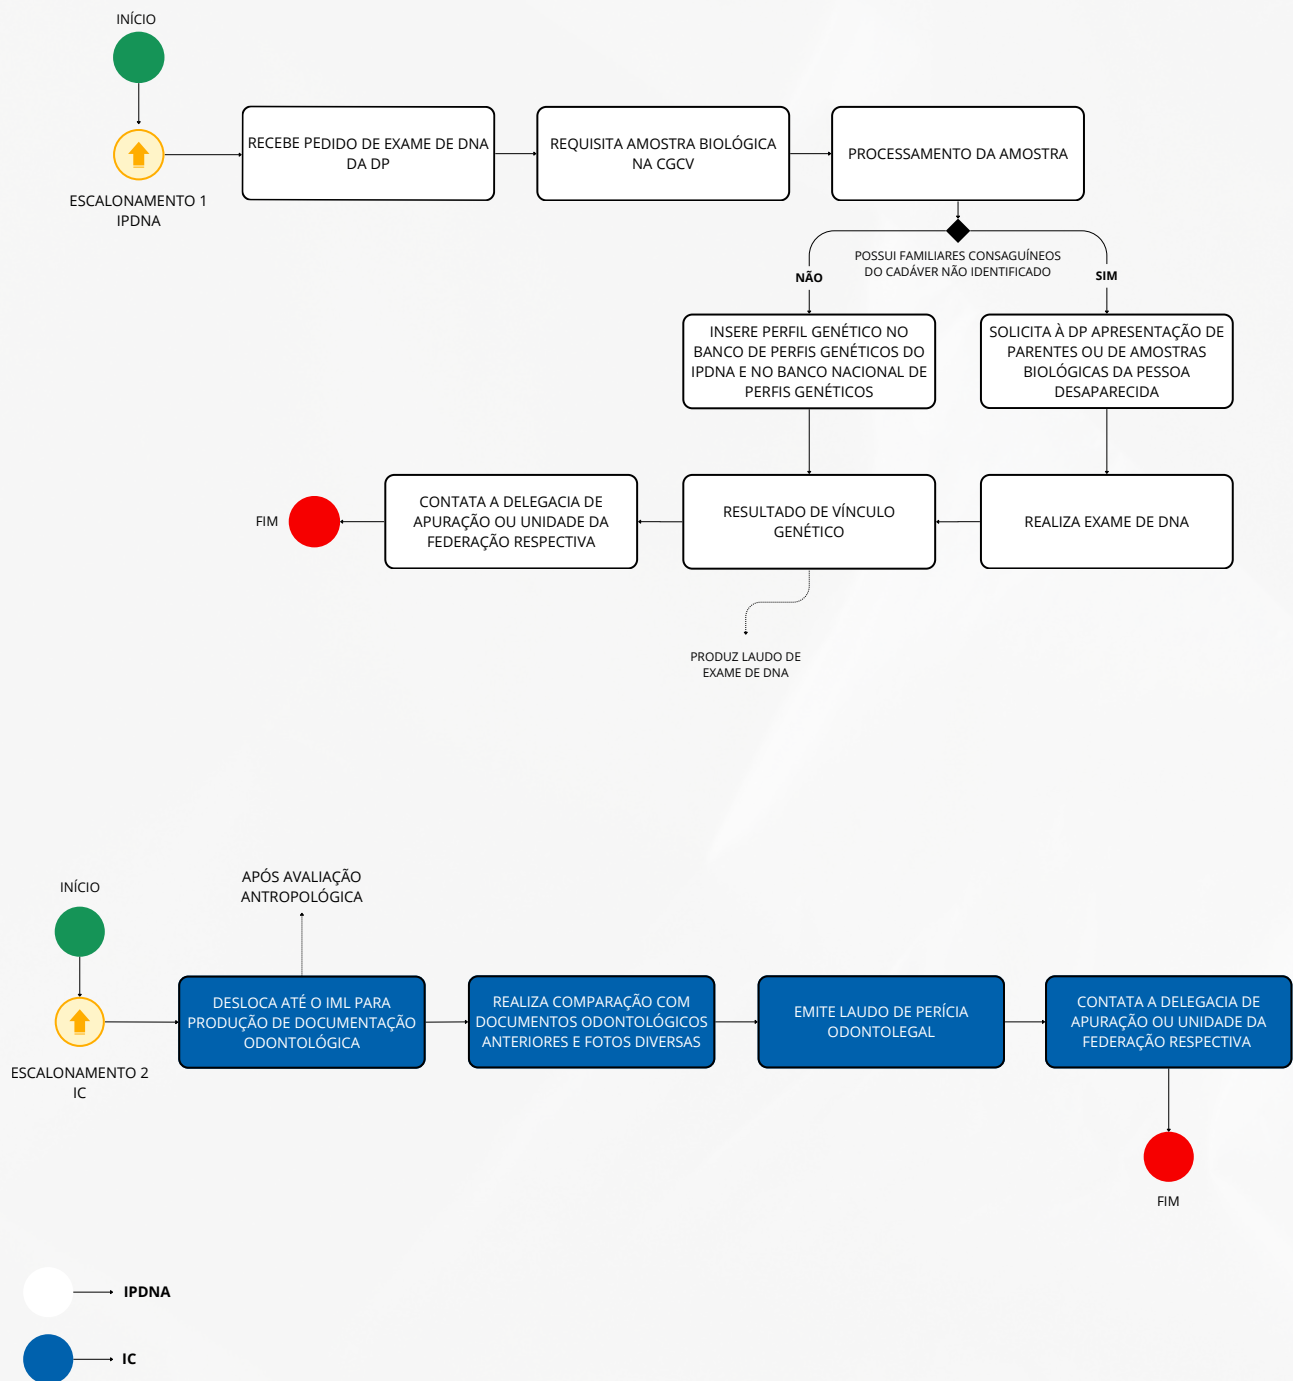 INÍCIO
ESCALONAMENTO 1
IPDNA
RECEBE PEDIDO DE EXAME DE DNA
DA DP
REQUISITA AMOSTRA BIOLÓGICA
NA CGCV
PROCESSAMENTO DA AMOSTRA
POSSUI FAMILIARES CONSAGUÍNEOS
DO CADÁVER NÃO IDENTIFICADO
NÃO
SIM
INSERE PERFIL GENÉTICO NO
BANCO DE PERFIS GENÉTICOS DO
IPDNA E NO BANCO NACIONAL DE
PERFIS GENÉTICOS
SOLICITA À DP APRESENTAÇÃO DE
PARENTES OU DE AMOSTRAS
BIOLÓGICAS DA PESSOA
DESAPARECIDA
FIM
CONTATA A DELEGACIA DE
APURAÇÃO OU UNIDADE DA
FEDERAÇÃO RESPECTIVA
RESULTADO DE VÍNCULO
GENÉTICO
REALIZA EXAME DE DNA
PRODUZ LAUDO DE
EXAME DE DNA
INÍCIO
APÓS AVALIAÇÃO
ANTROPOLÓGICA
ESCALONAMENTO 2
IC
DESLOCA ATÉ O IML PARA
PRODUÇÃO DE DOCUMENTAÇÃO
ODONTOLÓGICA
REALIZA COMPARAÇÃO COM
DOCUMENTOS ODONTOLÓGICOS
ANTERIORES E FOTOS DIVERSAS
EMITE LAUDO DE PERÍCIA
ODONTOLEGAL
CONTATA A DELEGACIA DE
APURAÇÃO OU UNIDADE DA
FEDERAÇÃO RESPECTIVA
FIM
IPDNA
IC